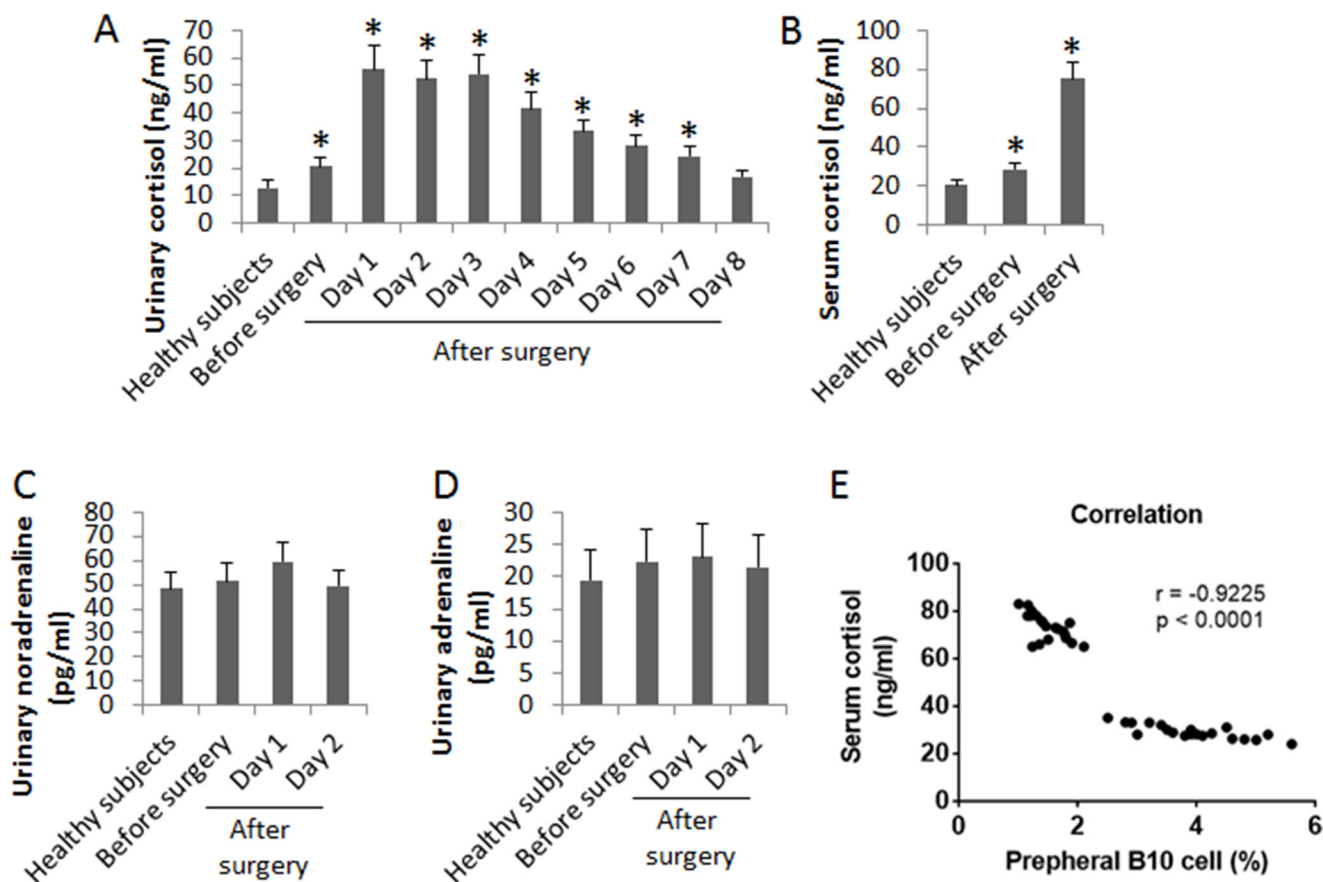 A
Urinary cortisol (ng/ml)
70
60
50
40
30
20
10
0
*
*
*
*
*
*
*
*
Healthy subjects
Before surgery
Day 1
Day 2
Day 3
Day 4
Day 5
Day 6
Day 7
Day 8
After surgery
B
Serum cortisol (ng/ml)
100
80
60
40
20
0
*
*
Healthy subjects
Before surgery
After surgery
C
Urinary noradrenaline
(pg/ml)
80
70
60
50
40
30
20
10
0
Healthy subjects
Before surgery
Day 1
Day 2
After
surgery
D
Urinary adrenaline
(pg/ml)
30
25
20
15
10
5
0
Healthy subjects
Before surgery
Day 1
Day 2
After
surgery
E
Correlation
r = -0.9225
p < 0.0001
Serum cortisol
(ng/ml)
100
80
60
40
20
0
0
2
4
6
Prepheral B10 cell (%)